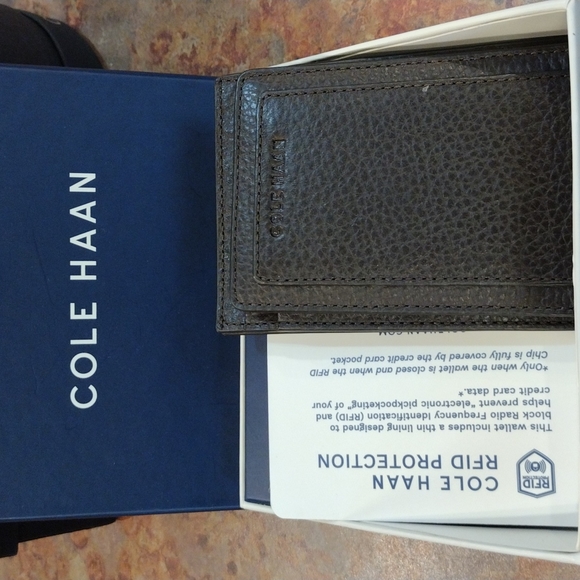 COLE HAAN
COLE HAAN
COLE HAAN
RFID PROTECTION
RFID
This wallet includes a thin lining designed to
block Radio Frequency Identification (RFID) and
helps prevent "electronic pickpocketing" of your
credit card data.*
*Only when the wallet is closed and when the RFID
Chip is fully covered by the credit card pocket.
COLEHAAN.COM